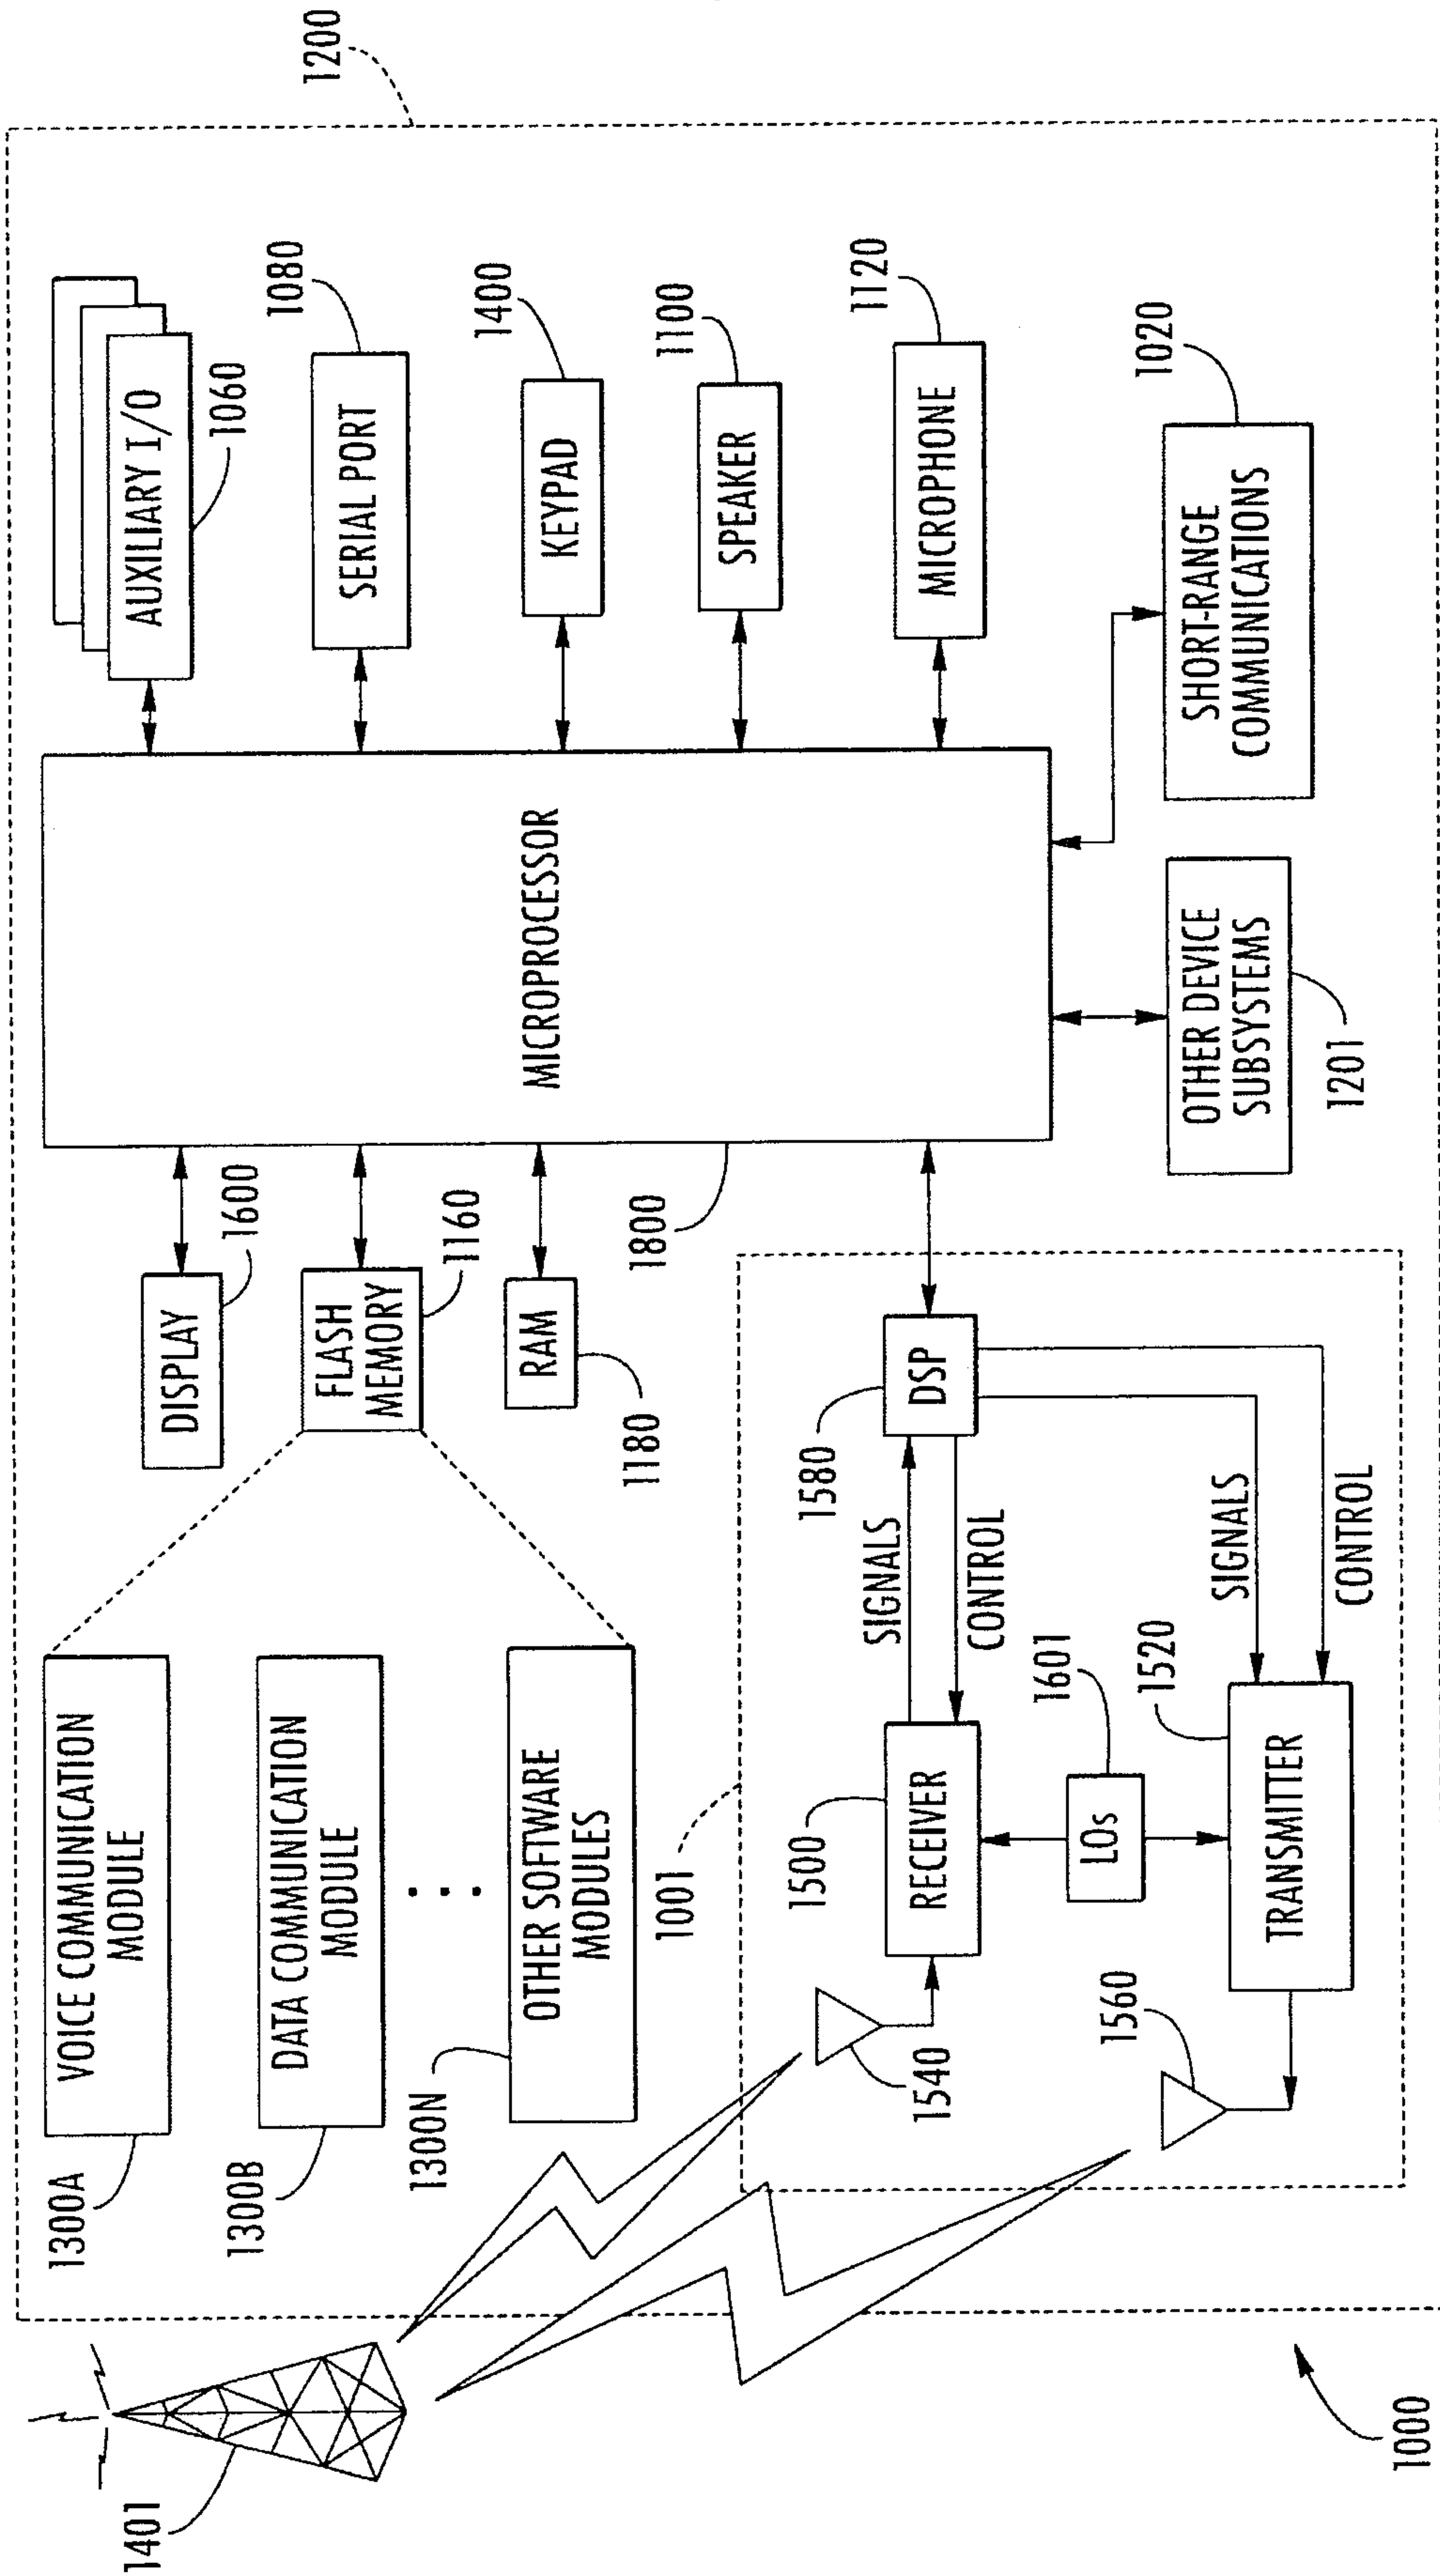 1200
AUXILIARY I/O
1060
SERIAL PORT
1080
KEYPAD
1400
SPEAKER
1100
MICROPHONE
1120
SHORT-RANGE
COMMUNICATIONS
1020
MICROPROCESSOR
1800
OTHER DEVICE
SUBSYSTEMS
1201
DISPLAY
1600
FLASH
MEMORY
1160
RAM
1180
VOICE COMMUNICATION
MODULE
1300A
DATA COMMUNICATION
MODULE
1300B
...
OTHER SOFTWARE
MODULES
1300N
1001
DSP
1580
SIGNALS
CONTROL
SIGNALS
CONTROL
RECEIVER
1500
LOs
1601
TRANSMITTER
1520
1540
1560
1401
1000